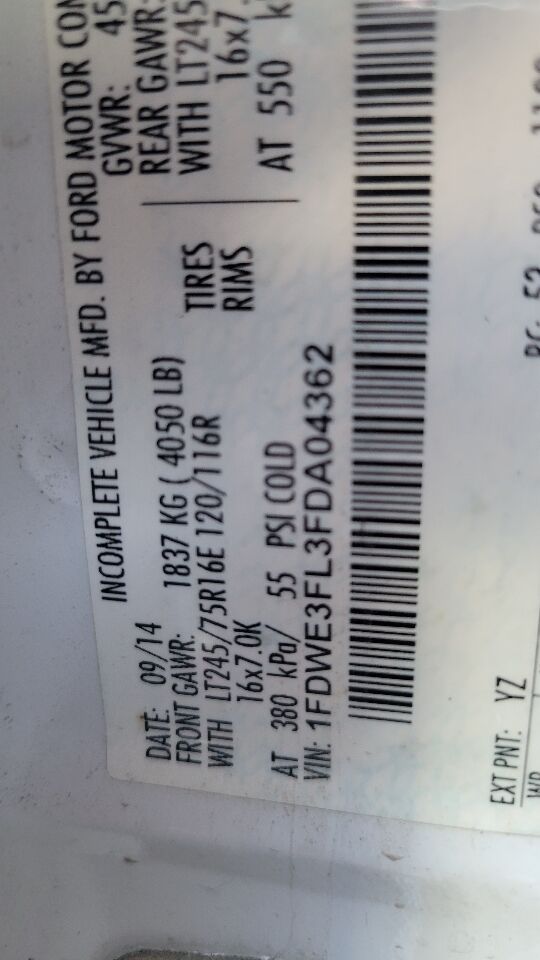 INCOMPLETE VEHICLE MFD. BY FORD MOTOR
DATE: 09/14 GVWR: 45
FRONT GAWR: 1837 KG ( 4050 LB) REAR GAWR:
WITH LT245/75R16E 120/116R TIRES WITH LT245
16x7.0K RIMS 16x7.
AT 380 kPa/ 55 PSI COLD AT 550
VIN: 1FDWE3FL3FDA04362
EXT PNT: YZ